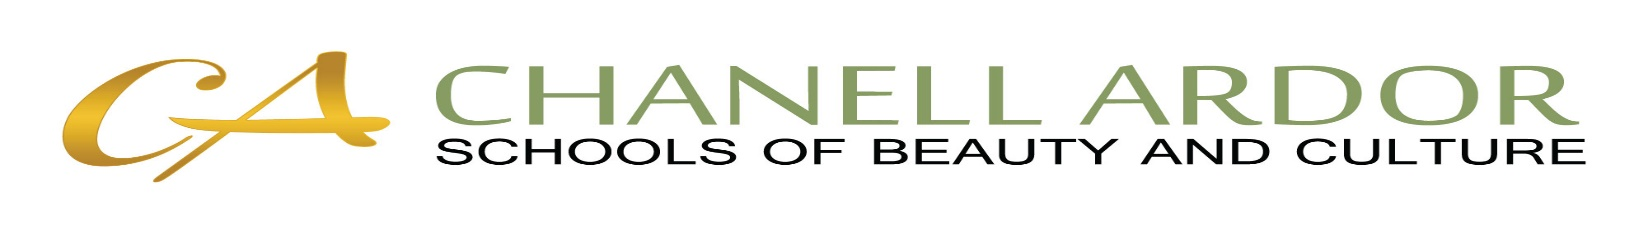 CA
CHANELL ARDOR
SCHOOLS OF BEAUTY AND CULTURE